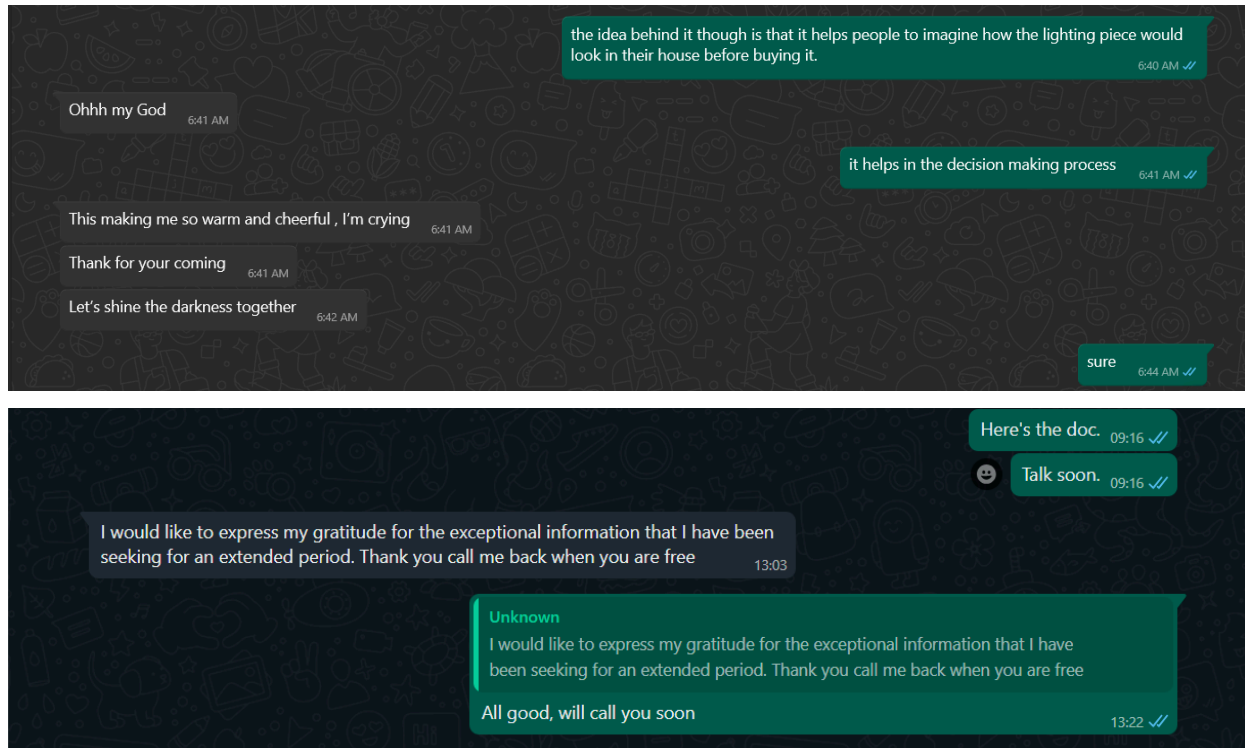 the idea behind it though is that it helps people to imagine how the lighting piece would
look in their house before buying it.
6:40 AM
Ohhh my God
6:41 AM
it helps in the decision making process
6:41 AM
This making me so warm and cheerful , I'm crying
6:41 AM
Thank for your coming
6:41 AM
Let's shine the darkness together
6:42 AM
sure
6:44 AM
Here's the doc.
09:16
Talk soon.
09:16
I would like to express my gratitude for the exceptional information that I have been
seeking for an extended period. Thank you call me back when you are free
13:03
Unknown
I would like to express my gratitude for the exceptional information that I have
been seeking for an extended period. Thank you call me back when you are free
All good, will call you soon
13:22